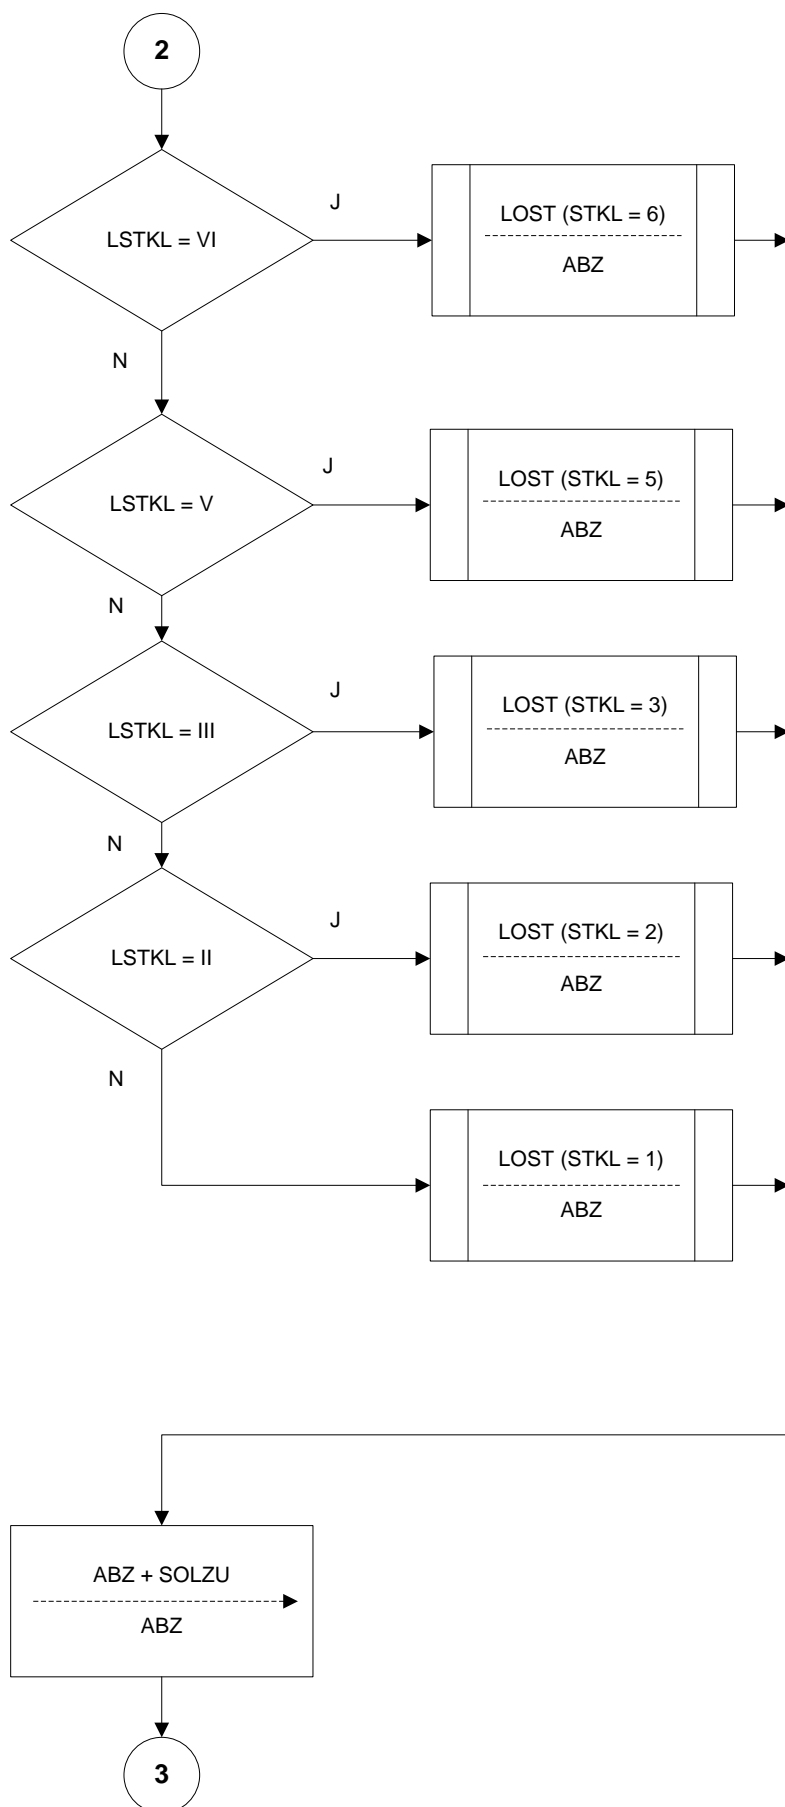 2
LSTKL = VI
J
LOST (STKL = 6)
ABZ
N
LSTKL = V
J
LOST (STKL = 5)
ABZ
N
LSTKL = III
J
LOST (STKL = 3)
ABZ
N
LSTKL = II
J
LOST (STKL = 2)
ABZ
N
LOST (STKL = 1)
ABZ
ABZ + SOLZU
ABZ
3